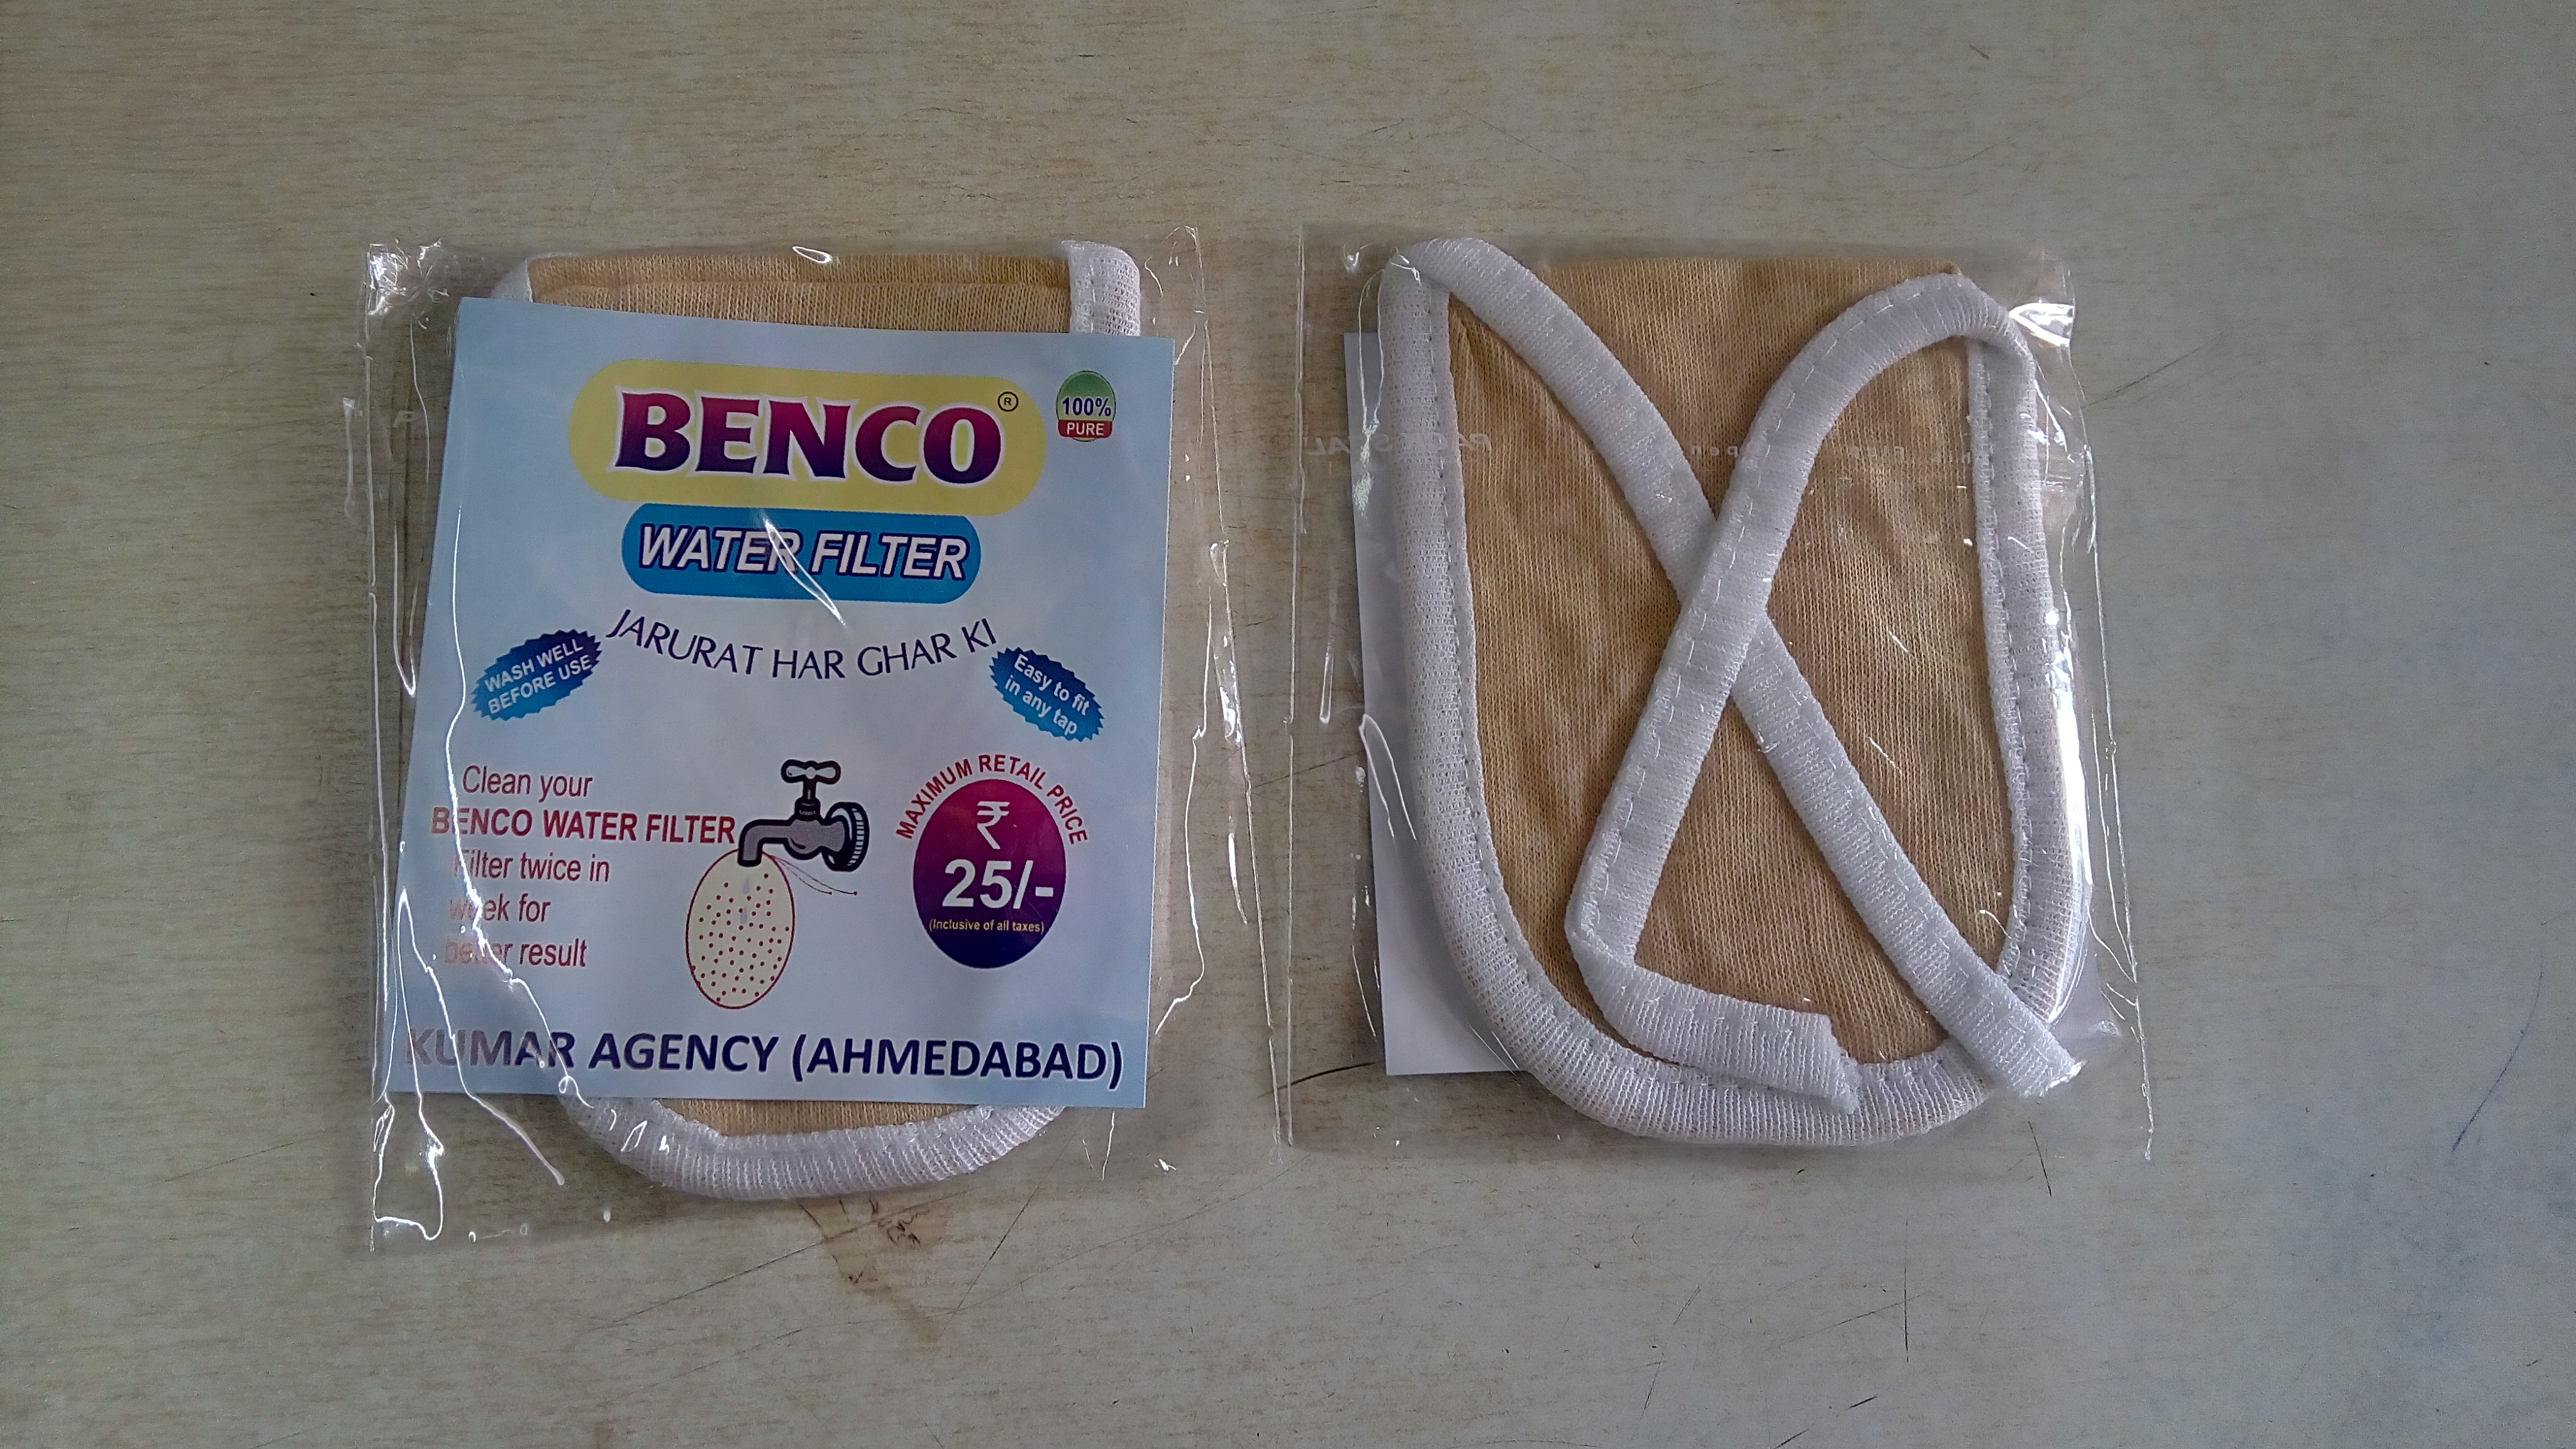 BENCO ®
100%
PURE
WATER FILTER
JARURAT HAR GHAR KI
WASH WELL
BEFORE USE
Easy to fit
in any tap
Clean your
BENCO WATER FILTER
Filter twice in
week for
better result
MAXIMUM RETAIL PRICE
₹
25/-
(Inclusive of all taxes)
KUMAR AGENCY (AHMEDABAD)